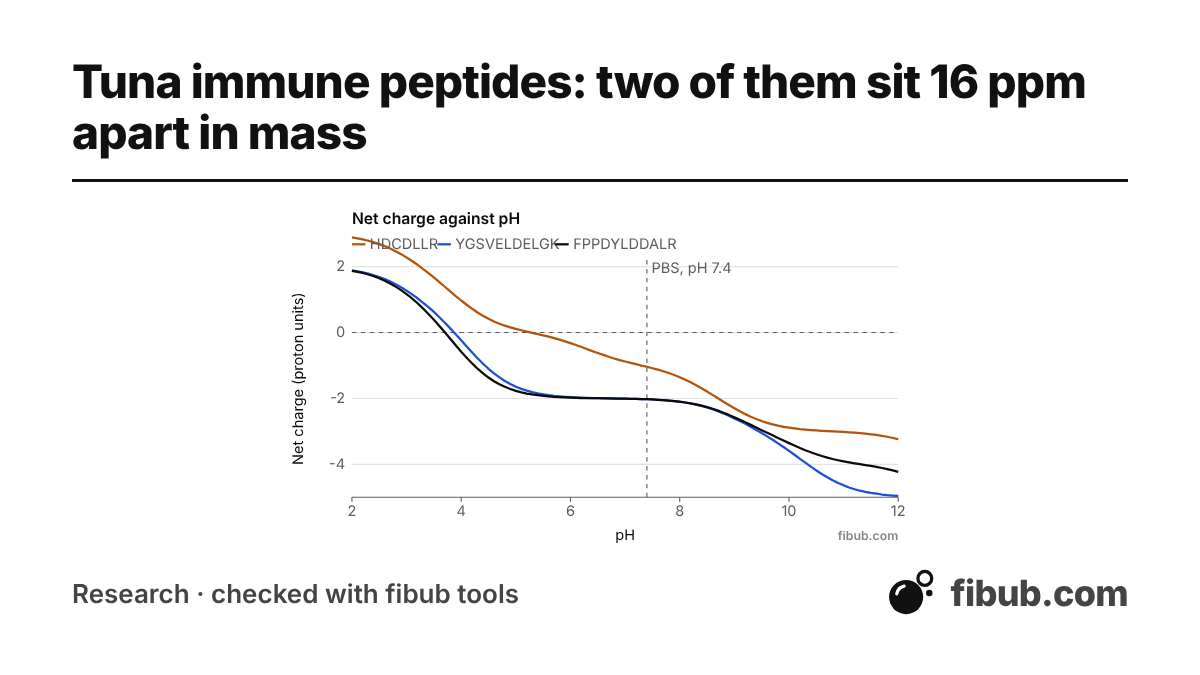 Tuna immune peptides: two of them sit 16 ppm
apart in mass
Net charge against pH
HDCDLLR YGSVELDELGK FPPDYLDDALR
PBS, pH 7.4
2
0
-2
-4
Net charge (proton units)
2 4 6 8 10 12
pH
fibub.com
Research · checked with fibub tools
fibub.com